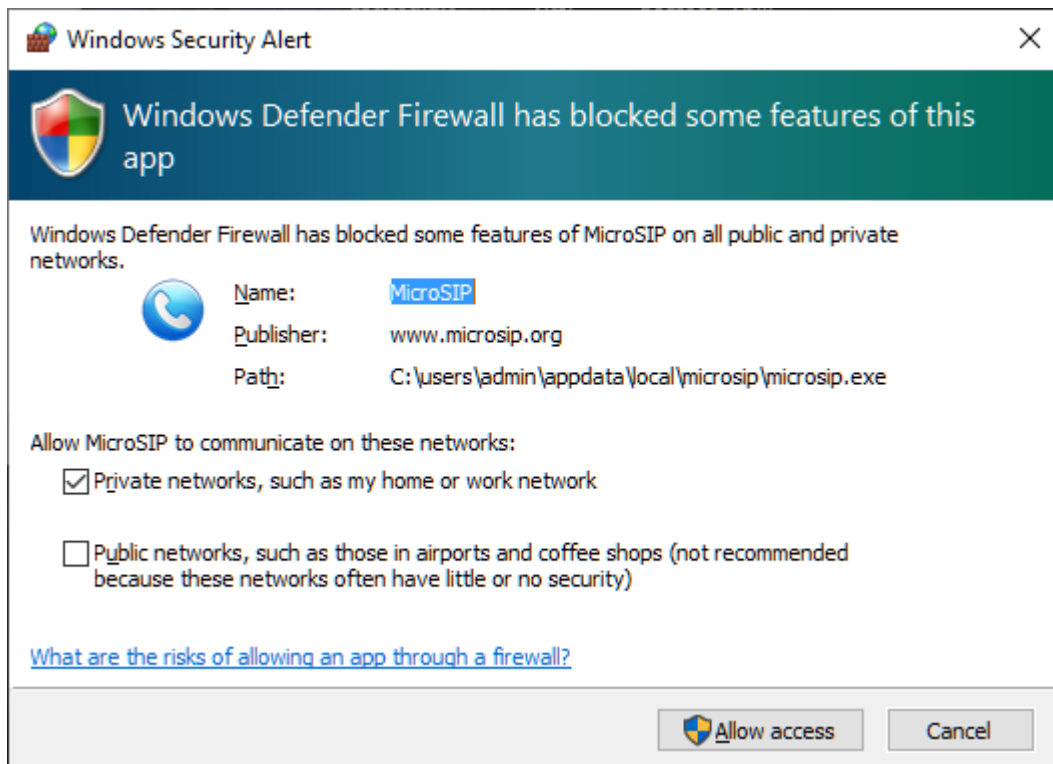 Windows Security Alert
Windows Defender Firewall has blocked some features of this
app
Windows Defender Firewall has blocked some features of MicroSIP on all public and private
networks.
Name: MicroSIP
Publisher: www.microsip.org
Path: C:\users\admin\appdata\local\microsip\microsip.exe
Allow MicroSIP to communicate on these networks:
Private networks, such as my home or work network
Public networks, such as those in airports and coffee shops (not recommended
because these networks often have little or no security)
What are the risks of allowing an app through a firewall?
Allow access Cancel